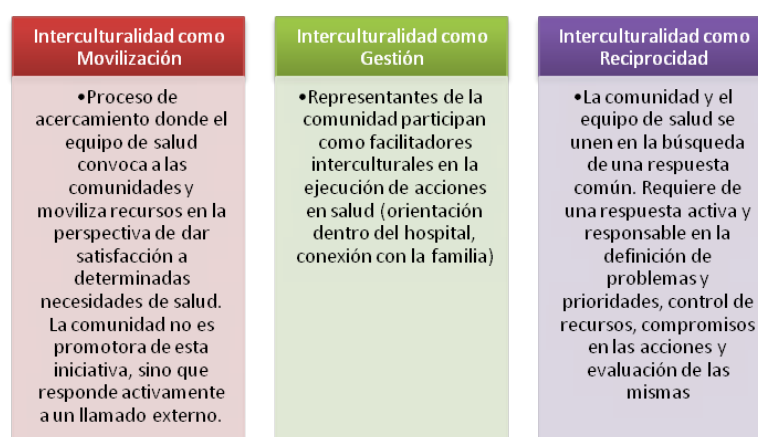 Interculturalidad como
Movilización
•Proceso de
acercamiento donde el
equipo de salud
convoca a las
comunidades y
moviliza recursos en la
perspectiva de dar
satisfacción a
determinadas
necesidades de salud.
La comunidad no es
promotora de esta
iniciativa, sino que
responde activamente
a un llamado externo.
Interculturalidad como
Gestión
•Representantes de la
comunidad participan
como facilitadores
interculturales en la
ejecución de acciones
en salud (orientación
dentro del hospital,
conexión con la familia)
Interculturalidad como
Reciprocidad
•La comunidad y el
equipo de salud se
unen en la búsqueda
de una respuesta
común. Requiere de
una respuesta activa y
responsable en la
definición de
problemas y
prioridades, control de
recursos, compromisos
en las acciones y
evaluación de las
mismas